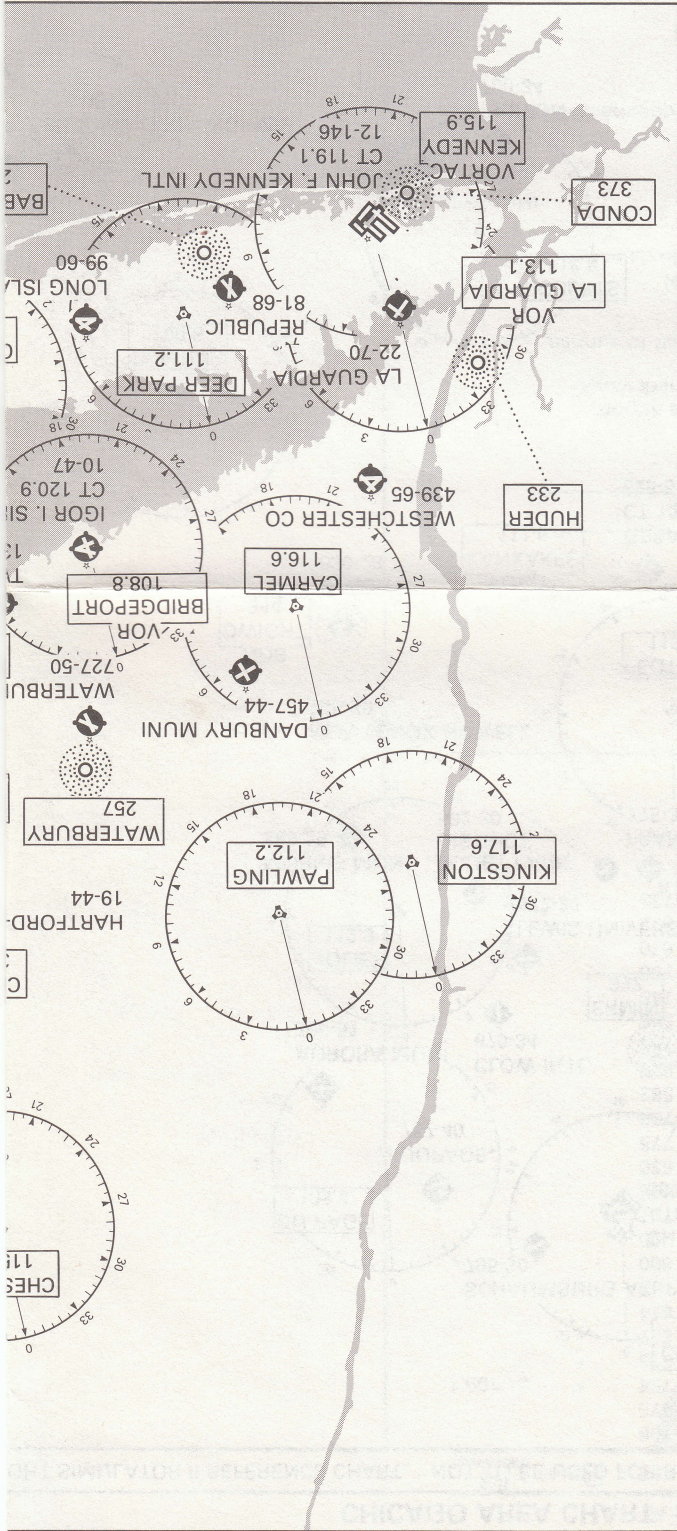 CHES
115
KINGSTON
117.6
PAWLING
112.2
HARTFORD-
19-44
WATERBURY
257
DANBURY MUNI
457-44
WATERBU
727-50
CARMEL
116.6
VOR
BRIDGEPORT
108.8
HUDER
233
WESTCHESTER CO
439-65
IGOR I. SI
CT 120.9
10-47
LA GUARDIA
22-70
DEER PARK
111.2
VOR
LA GUARDIA
113.1
REPUBLIC
81-68
LONG ISLA
99-60
CONDA
373
KENNEDY
VORTAC
115.9
JOHN F. KENNEDY INTL
CT 119.1
12-146
BAB
2